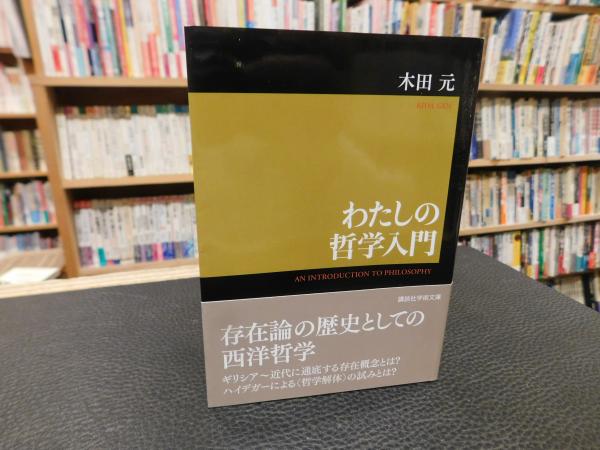 木田 元
KIDA GEN
わたしの
哲学入門
AN INTRODUCTION TO PHILOSOPHY
講談社学術文庫
存在論の歴史としての
西洋哲学
ギリシア〜近代に通底する存在概念とは?
ハイデガーによる〈哲学解体〉の試みとは?